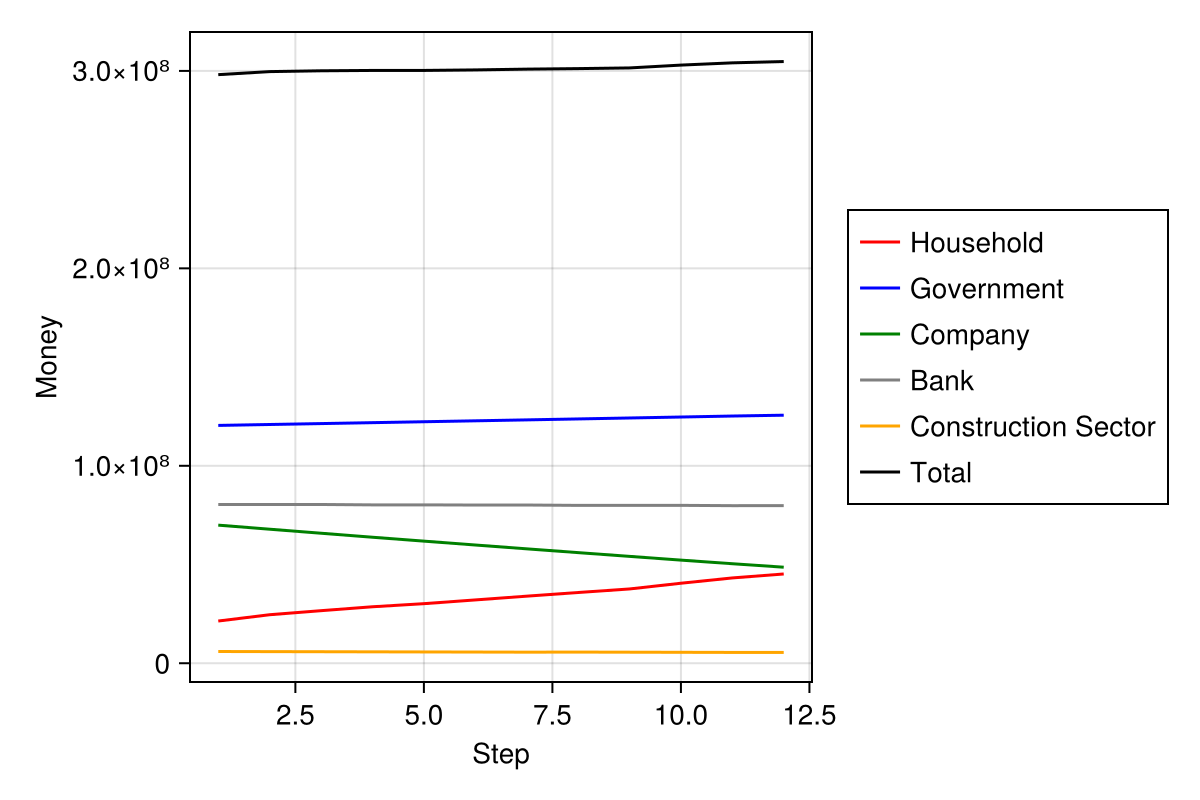 3.0×10⁸
2.0×10⁸
1.0×10⁸
0
Money
2.5 5.0 7.5 10.0 12.5
Step
Household
Government
Company
Bank
Construction Sector
Total